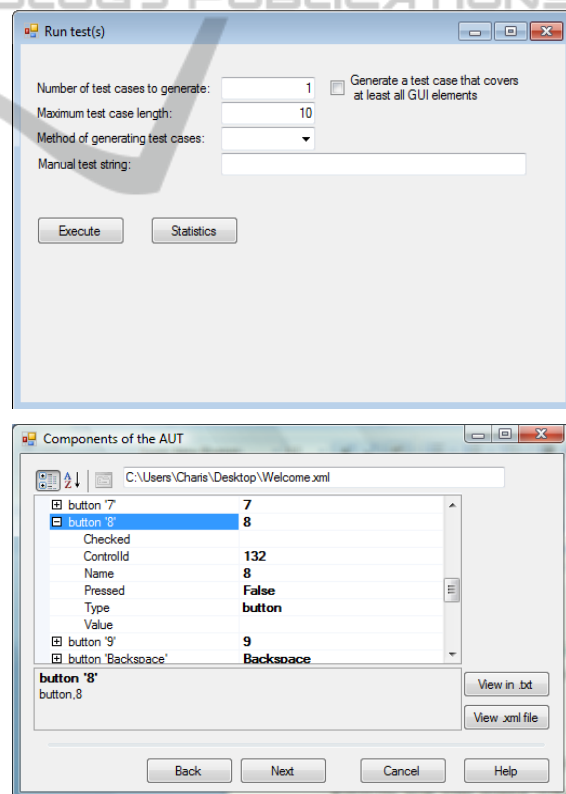 PUBLICATIONS
Run test(s)
Number of test cases to generate: 1
Generate a test case that covers
at least all GUI elements
Maximum test case length: 10
Method of generating test cases:
Manual test string:
Execute Statistics
Components of the AUT
C:\Users\Charis\Desktop\Welcome.xml
button '7' 7
button '8' 8
Checked
ControlId 132
Name 8
Pressed False
Type button
Value
button '9' 9
button 'Backspace' Backspace
button '8'
button,8
View in .txt
View .xml file
Back Next Cancel Help